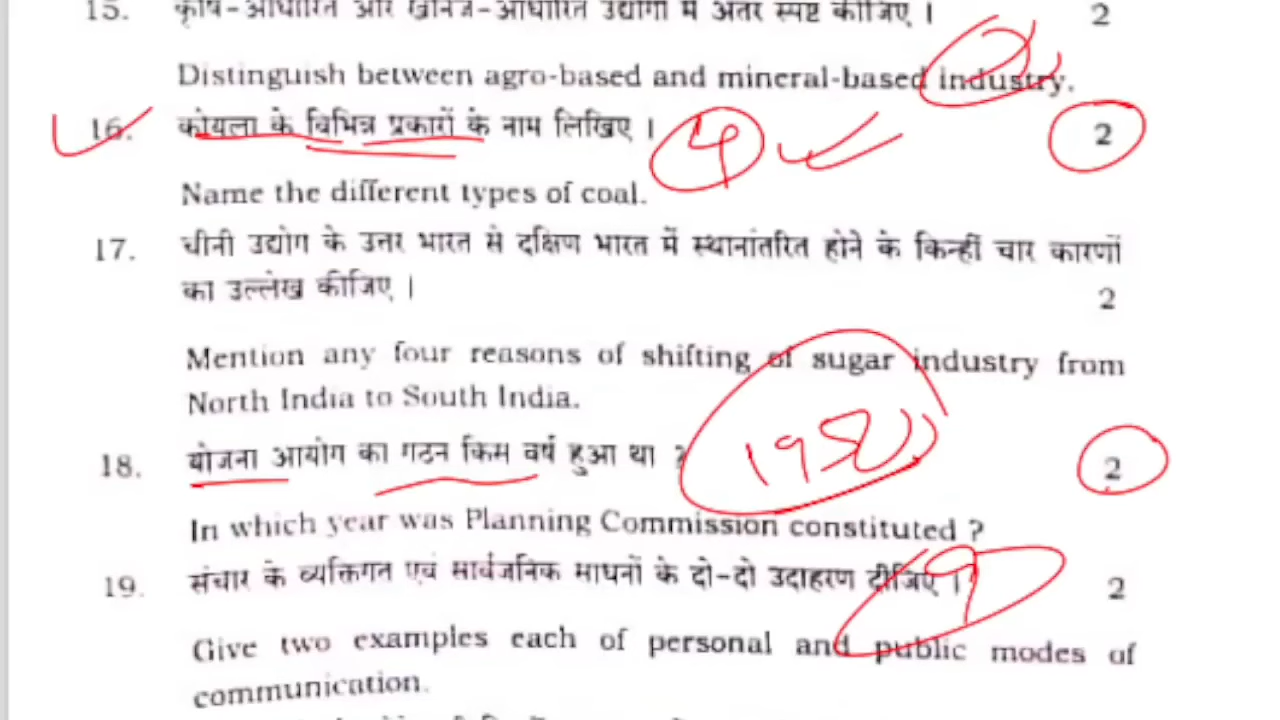 15. कृषि-आधारित और खनिज-आधारित उद्योगों में अंतर स्पष्ट कीजिए । 2
Distinguish between agro-based and mineral-based industry.
16. कोयला के विभिन्न प्रकारों के नाम लिखिए । 4 2
Name the different types of coal.
17. चीनी उद्योग के उत्तर भारत से दक्षिण भारत में स्थानांतरित होने के किन्हीं चार कारणों
का उल्लेख कीजिए । 2
Mention any four reasons of shifting of sugar industry from
North India to South India.
18. योजना आयोग का गठन किस वर्ष हुआ था ? 1950 2
In which year was Planning Commission constituted ?
19. संचार के व्यक्तिगत एवं सार्वजनिक साधनों के दो-दो उदाहरण दीजिए । 2
Give two examples each of personal and public modes of
communication.